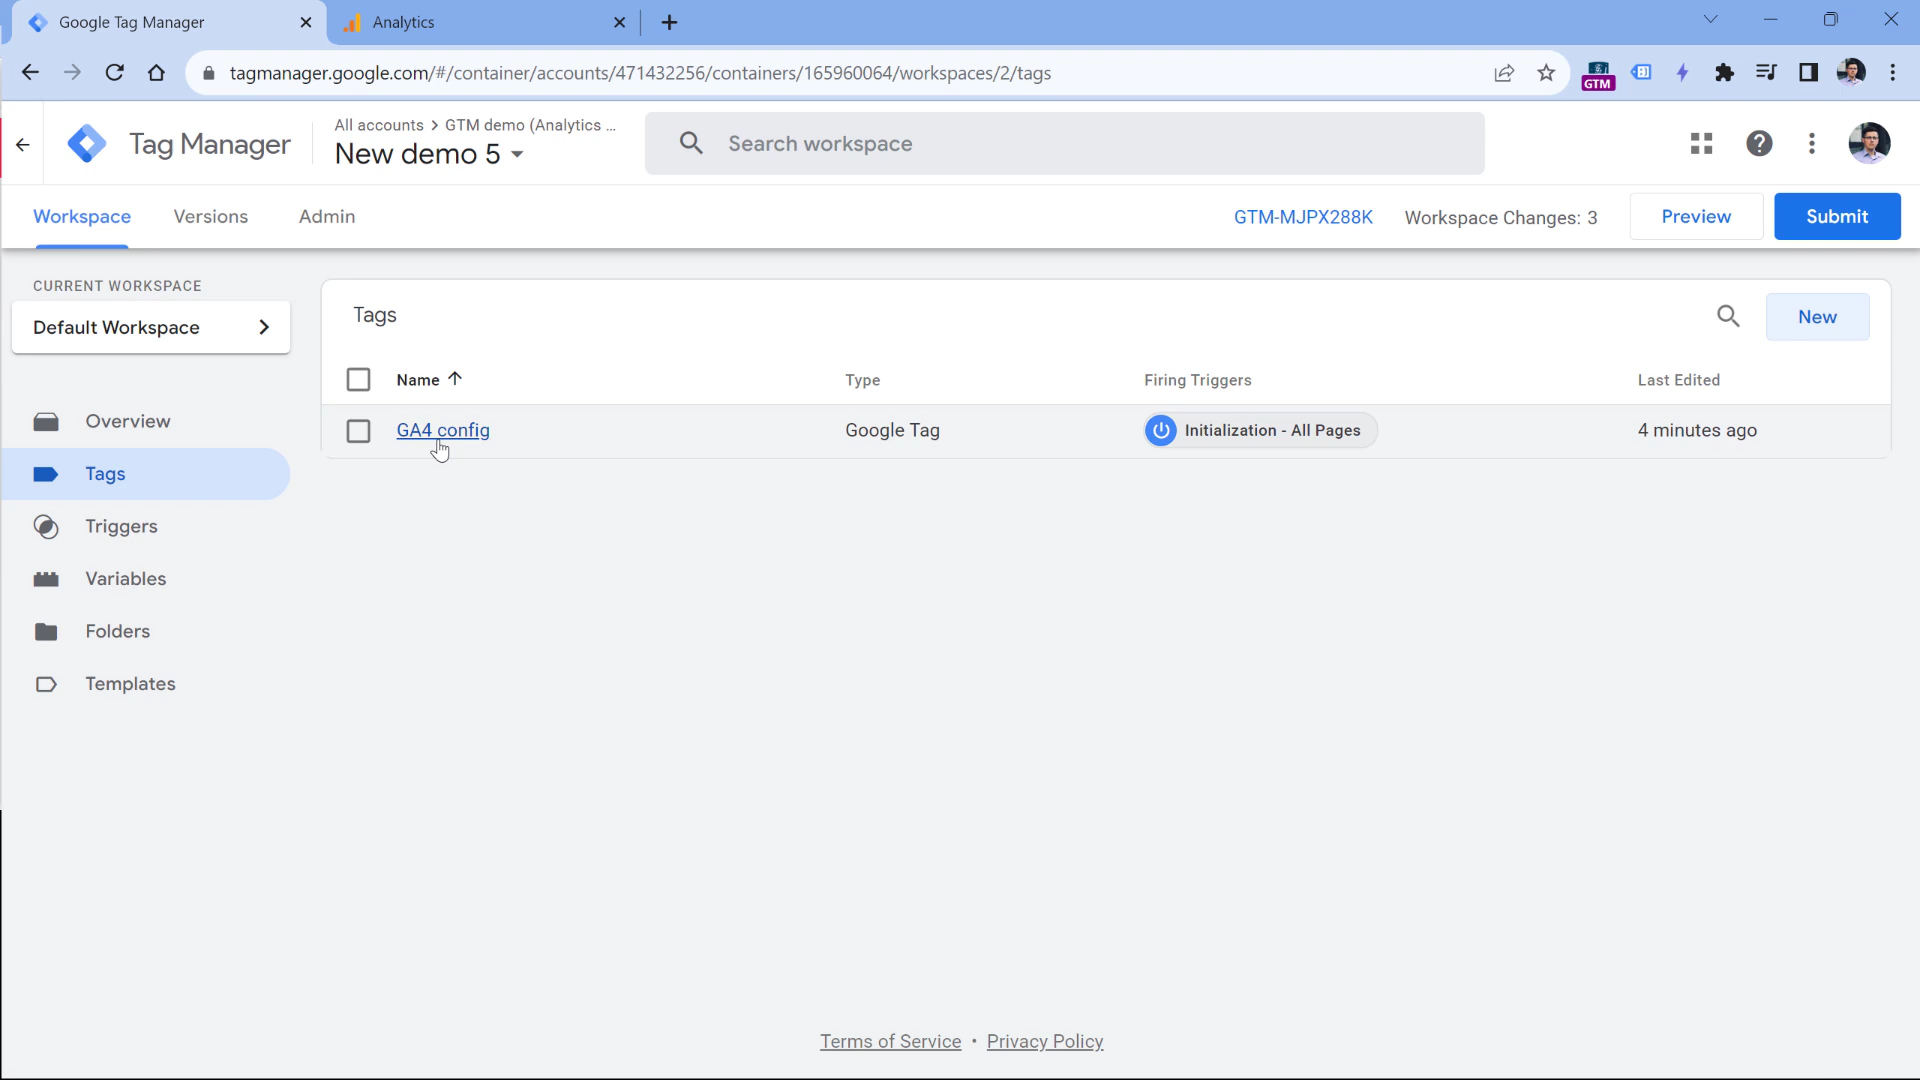 Google Tag Manager
Analytics
tagmanager.google.com/#/container/accounts/471432256/containers/165960064/workspaces/2/tags
GTM
Tag Manager
All accounts > GTM demo (Analytics ...
New demo 5
Search workspace
Workspace
Versions
Admin
GTM-MJPX288K
Workspace Changes: 3
Preview
Submit
CURRENT WORKSPACE
Default Workspace
Overview
Tags
Triggers
Variables
Folders
Templates
Tags
New
Name
Type
Firing Triggers
Last Edited
GA4 config
Google Tag
Initialization - All Pages
4 minutes ago
Terms of Service • Privacy Policy